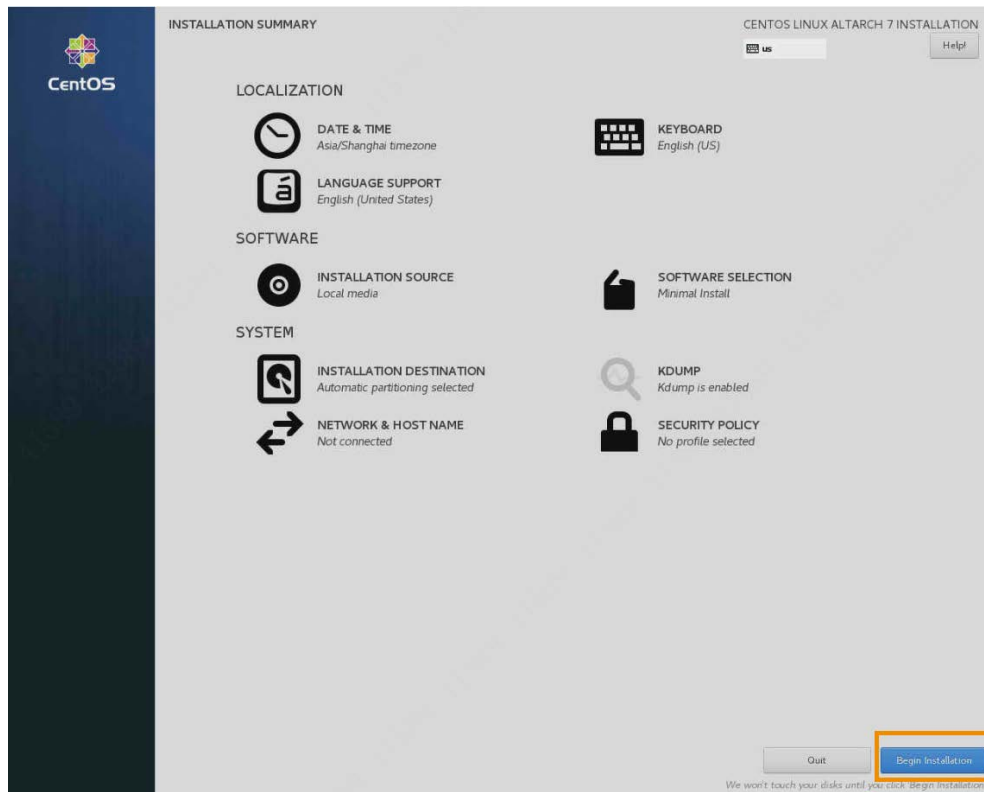 INSTALLATION SUMMARY
CENTOS LINUX ALTARCH 7 INSTALLATION
us
Help!
CentOS
LOCALIZATION
DATE & TIME
Asia/Shanghai timezone
KEYBOARD
English (US)
á
LANGUAGE SUPPORT
English (United States)
SOFTWARE
INSTALLATION SOURCE
Local media
SOFTWARE SELECTION
Minimal Install
SYSTEM
INSTALLATION DESTINATION
Automatic partitioning selected
KDUMP
Kdump is enabled
NETWORK & HOST NAME
Not connected
SECURITY POLICY
No profile selected
Quit
Begin Installation
We won't touch your disks until you click 'Begin Installation